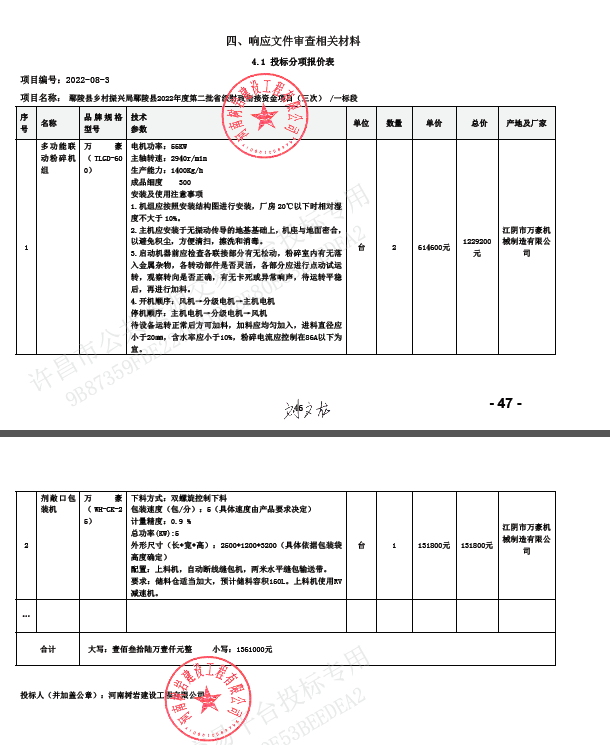 四、响应文件审查相关材料
4.1 投标分项报价表
项目编号：2022-08-3
项目名称： 鄢陵县乡村振兴局鄢陵县2022年度第二批省级财政衔接资金项目（三次） /一标段
序号 名称 品牌规格型号 技术参数 单位 数量 单价 总价 产地及厂家
1
多功能联
动粉碎机
组
万 豪
（TLGD-60
0）
电机功率：55KW
主轴转速：2940r/min
生产能力：1400Kg/h
成品细度 300
安装及使用注意事项
1.机组应按照安装结构图进行安装，厂房 20℃以下时相对湿
度不大于 10%。
2.主机应安装于无振动传导的地基基础上，机座与地面密合，
以避免积尘，方便清扫，擦洗和消毒。
3.启动机器前应检查各联接部分有无松动，粉碎室内有无落
入金属杂物，各转动部件是否灵活，各部分应进行点动试运
转，观察转向是否正确，有无卡死或异常响声，待运转平稳
后，再进行加料。
4.开机顺序：风机→分级电机→主机电机
停机顺序：主机电机→分级电机→风机
待设备运转正常后方可加料，加料应均匀加入，进料直径应
小于20mm，含水率应小于10%，粉碎电流应控制在86A以下为
宜。
台
2
614600元
1229200
元
江阴市万豪机
械制造有限公
司
46
- 47 -
2
剂敞口包
装机
万 豪
（WH-CK-2
5）
下料方式：双螺旋控制下料
包装速度（包/分）：5（具体速度由产品要求决定）
计量精度：0.9 %
总功率(KW):5
外形尺寸（长*宽*高）：2500*1200*3200（具体依据包装袋
高度确定）
配置：上料机，自动断线缝包机，两米水平缝包输送带。
要求：储料仓适当加大，预计储料容积150L。上料机使用RV
减速机。
台
1
131800元
131800元
江阴市万豪机
械制造有限公
司
…
合计 大写：壹佰叁拾陆万壹仟元整 小写：1361000元
投标人（并加盖公章）：河南树岩建设工程有限公司
河南树岩建设工程有限公司